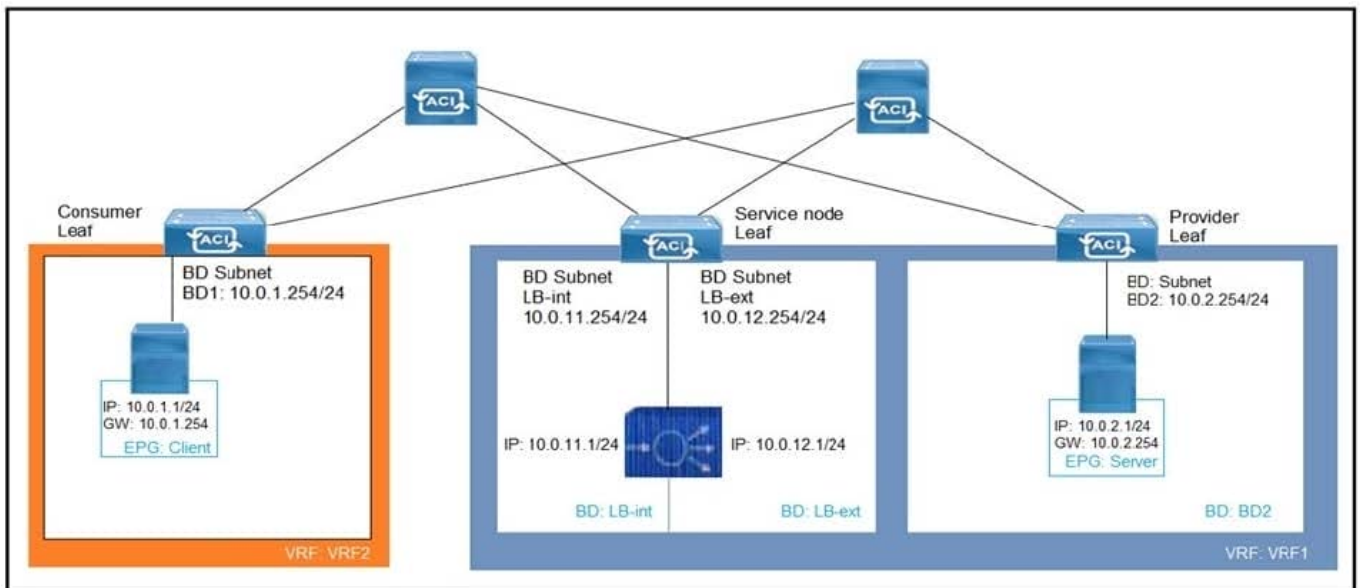 ACI
ACI
Consumer
Leaf
ACI
Service node
Leaf
ACI
Provider
Leaf
ACI
BD Subnet
BD1: 10.0.1.254/24
IP: 10.0.1.1/24
GW: 10.0.1.254
EPG: Client
VRF: VRF2
BD Subnet
LB-int
10.0.11.254/24
BD Subnet
LB-ext
10.0.12.254/24
IP: 10.0.11.1/24
IP: 10.0.12.1/24
BD: LB-int
BD: LB-ext
BD: Subnet
BD2: 10.0.2.254/24
IP: 10.0.2.1/24
GW: 10.0.2.254
EPG: Server
BD: BD2
VRF: VRF1